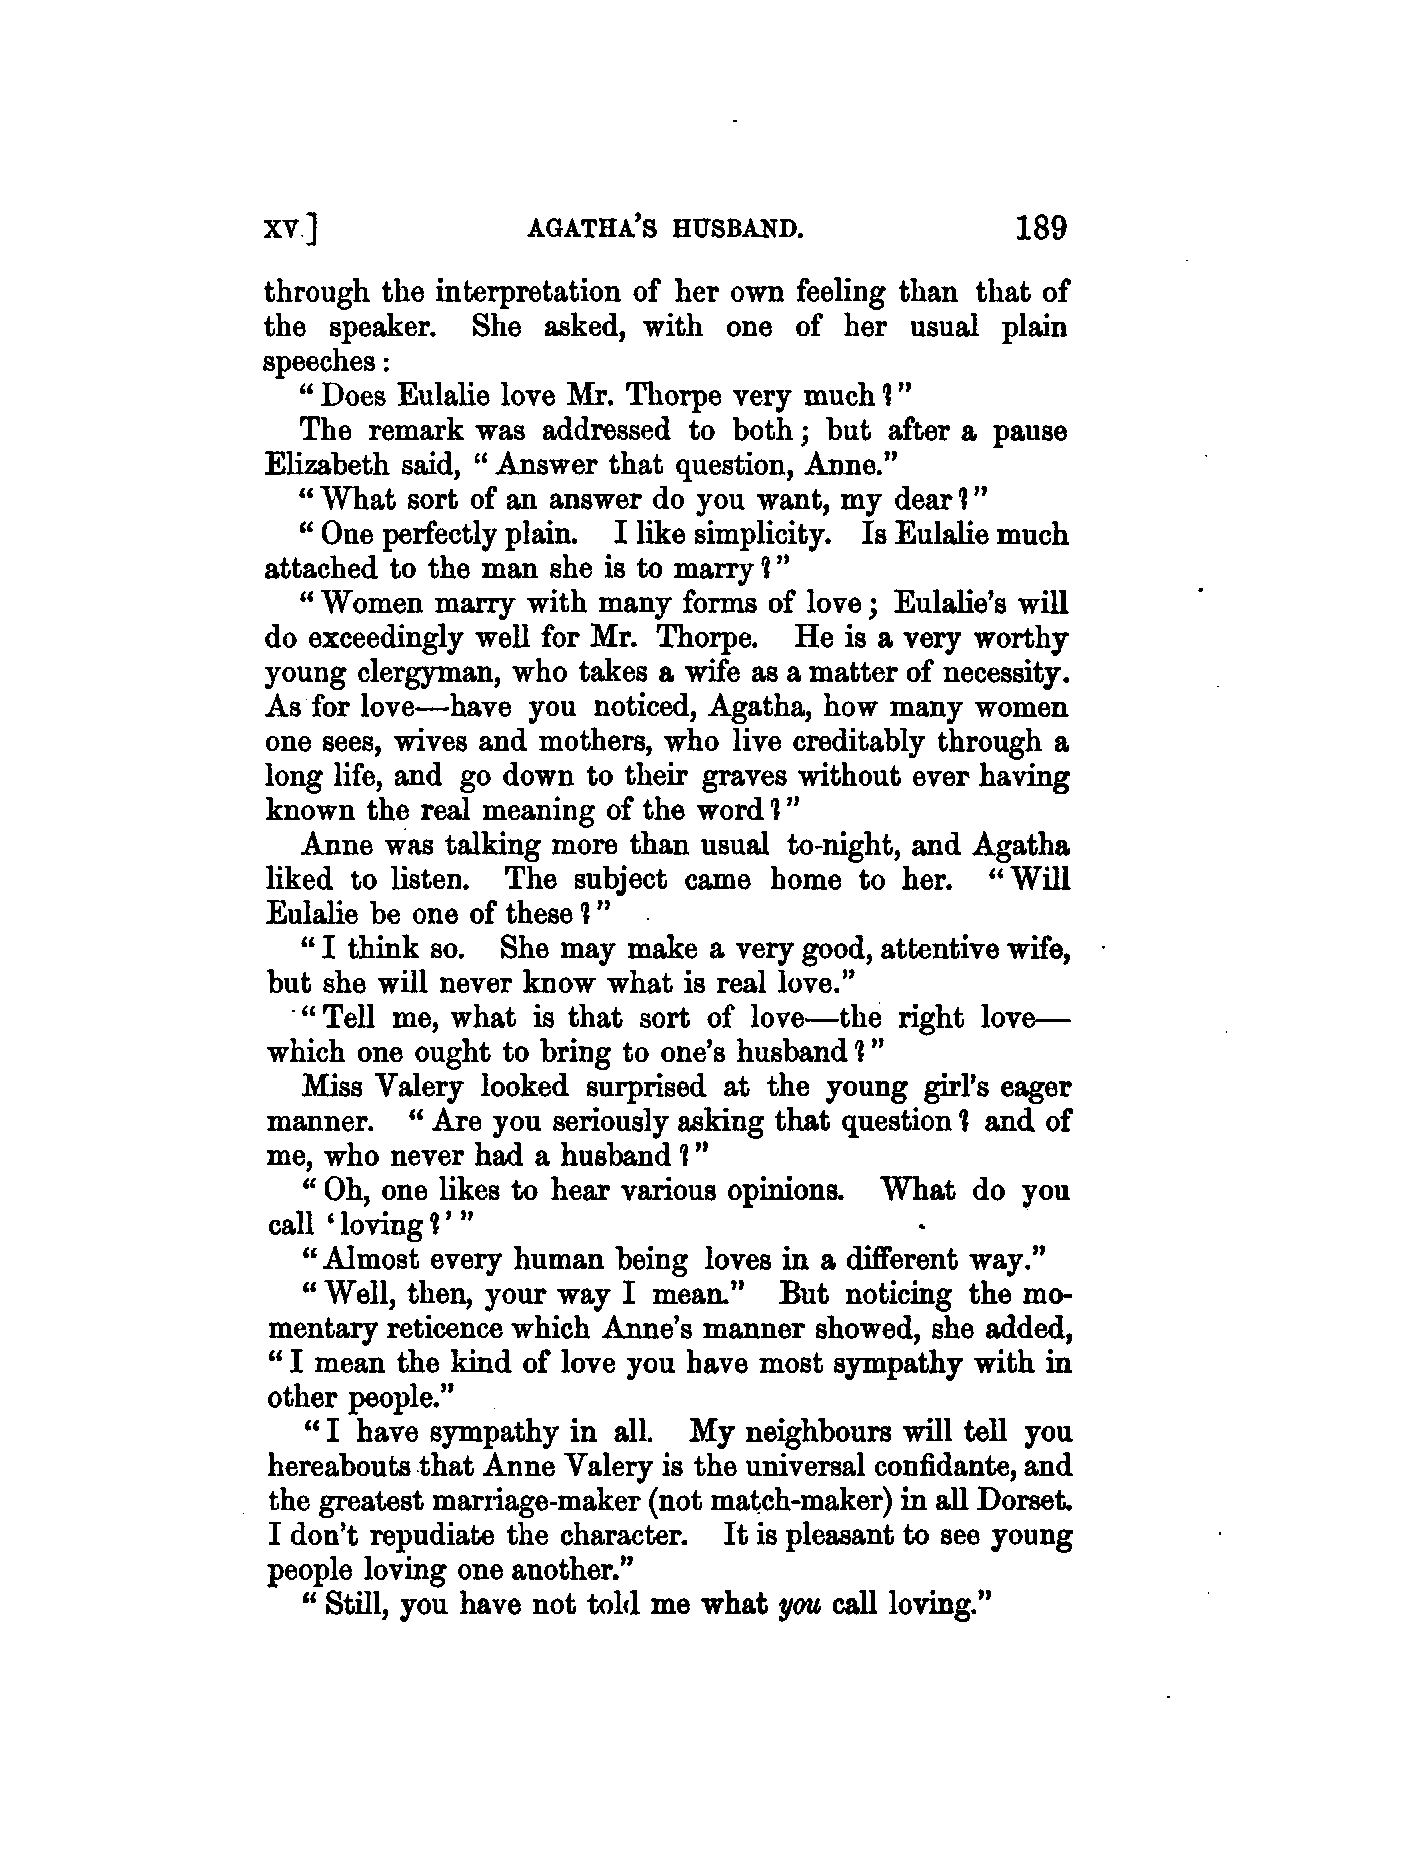 XV.] AGATHA'S HUSBAND. 189
through the interpretation of her own feeling than that of
the speaker. She asked, with one of her usual plain
speeches:
"Does Eulalie love Mr. Thorpe very much?"
The remark was addressed to both; but after a pause
Elizabeth said, "Answer that question, Anne."
"What sort of an answer do you want, my dear?"
"One perfectly plain. I like simplicity. Is Eulalie much
attached to the man she is to marry?"
"Women marry with many forms of love; Eulalie's will
do exceedingly well for Mr. Thorpe. He is a very worthy
young clergyman, who takes a wife as a matter of necessity.
As for love—have you noticed, Agatha, how many women
one sees, wives and mothers, who live creditably through a
long life, and go down to their graves without ever having
known the real meaning of the word?"
Anne was talking more than usual to-night, and Agatha
liked to listen. The subject came home to her. "Will
Eulalie be one of these?"
"I think so. She may make a very good, attentive wife,
but she will never know what is real love."
"Tell me, what is that sort of love—the right love—
which one ought to bring to one's husband?"
Miss Valery looked surprised at the young girl's eager
manner. "Are you seriously asking that question? and of
me, who never had a husband?"
"Oh, one likes to hear various opinions. What do you
call 'loving?'"
"Almost every human being loves in a different way."
"Well, then, your way I mean." But noticing the mo-
mentary reticence which Anne's manner showed, she added,
"I mean the kind of love you have most sympathy with in
other people."
"I have sympathy in all. My neighbours will tell you
hereabouts that Anne Valery is the universal confidante, and
the greatest marriage-maker (not match-maker) in all Dorset.
I don't repudiate the character. It is pleasant to see young
people loving one another."
"Still, you have not told me what you call loving."